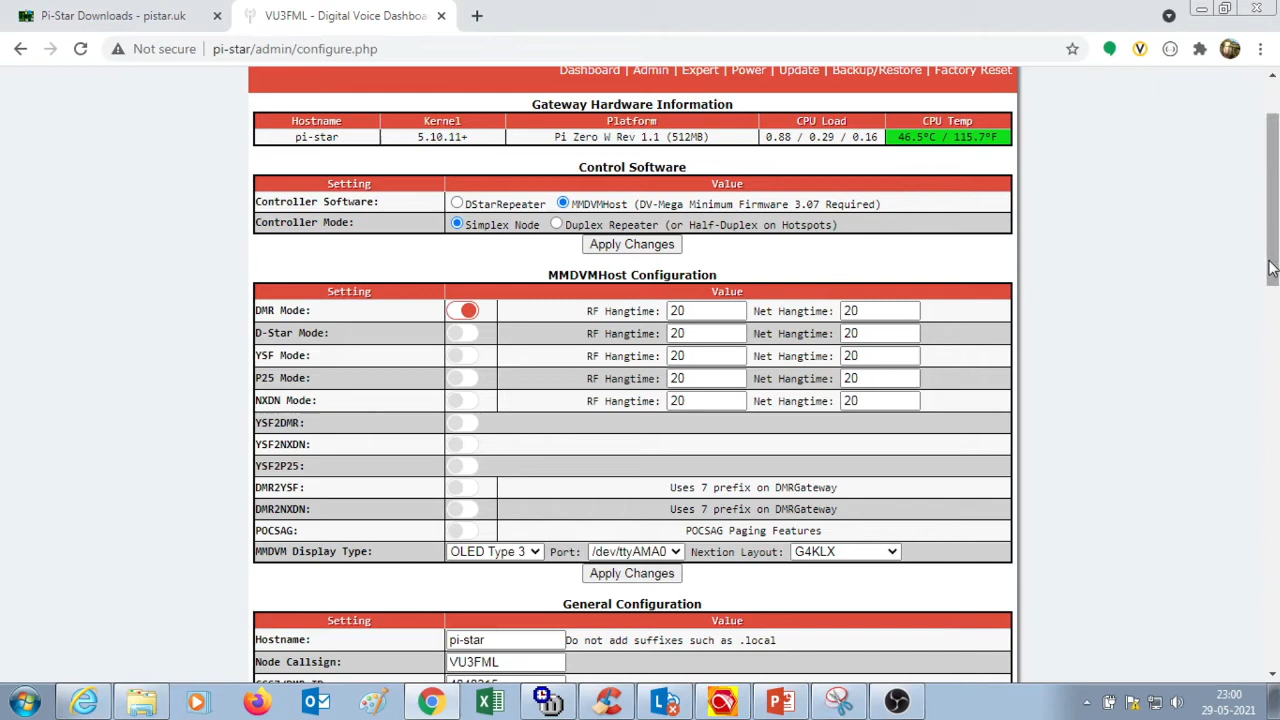 Pi-Star Downloads - pistar.uk
VU3FML - Digital Voice Dashboa
Not secure pi-star/admin/configure.php
Dashboard | Admin | Expert | Power | Update | Backup/Restore | Factory Reset
Gateway Hardware Information
Hostname Kernel Platform CPU Load CPU Temp
pi-star 5.10.11+ Pi Zero W Rev 1.1 (512MB) 0.88 / 0.29 / 0.16 46.5°C / 115.7°F
Control Software
Setting Value
Controller Software: DStarRepeater MMDVMHost (DV-Mega Minimum Firmware 3.07 Required)
Controller Mode: Simplex Node Duplex Repeater (or Half-Duplex on Hotspots)
Apply Changes
MMDVMHost Configuration
Setting Value
DMR Mode: RF Hangtime: 20 Net Hangtime: 20
D-Star Mode: RF Hangtime: 20 Net Hangtime: 20
YSF Mode: RF Hangtime: 20 Net Hangtime: 20
P25 Mode: RF Hangtime: 20 Net Hangtime: 20
NXDN Mode: RF Hangtime: 20 Net Hangtime: 20
YSF2DMR:
YSF2NXDN:
YSF2P25:
DMR2YSF: Uses 7 prefix on DMRGateway
DMR2NXDN: Uses 7 prefix on DMRGateway
POCSAG: POCSAG Paging Features
MMDVM Display Type: OLED Type 3 Port: /dev/ttyAMA0 Nextion Layout: G4KLX
Apply Changes
General Configuration
Setting Value
Hostname: pi-star Do not add suffixes such as .local
Node Callsign: VU3FML
23:00
29-05-2021